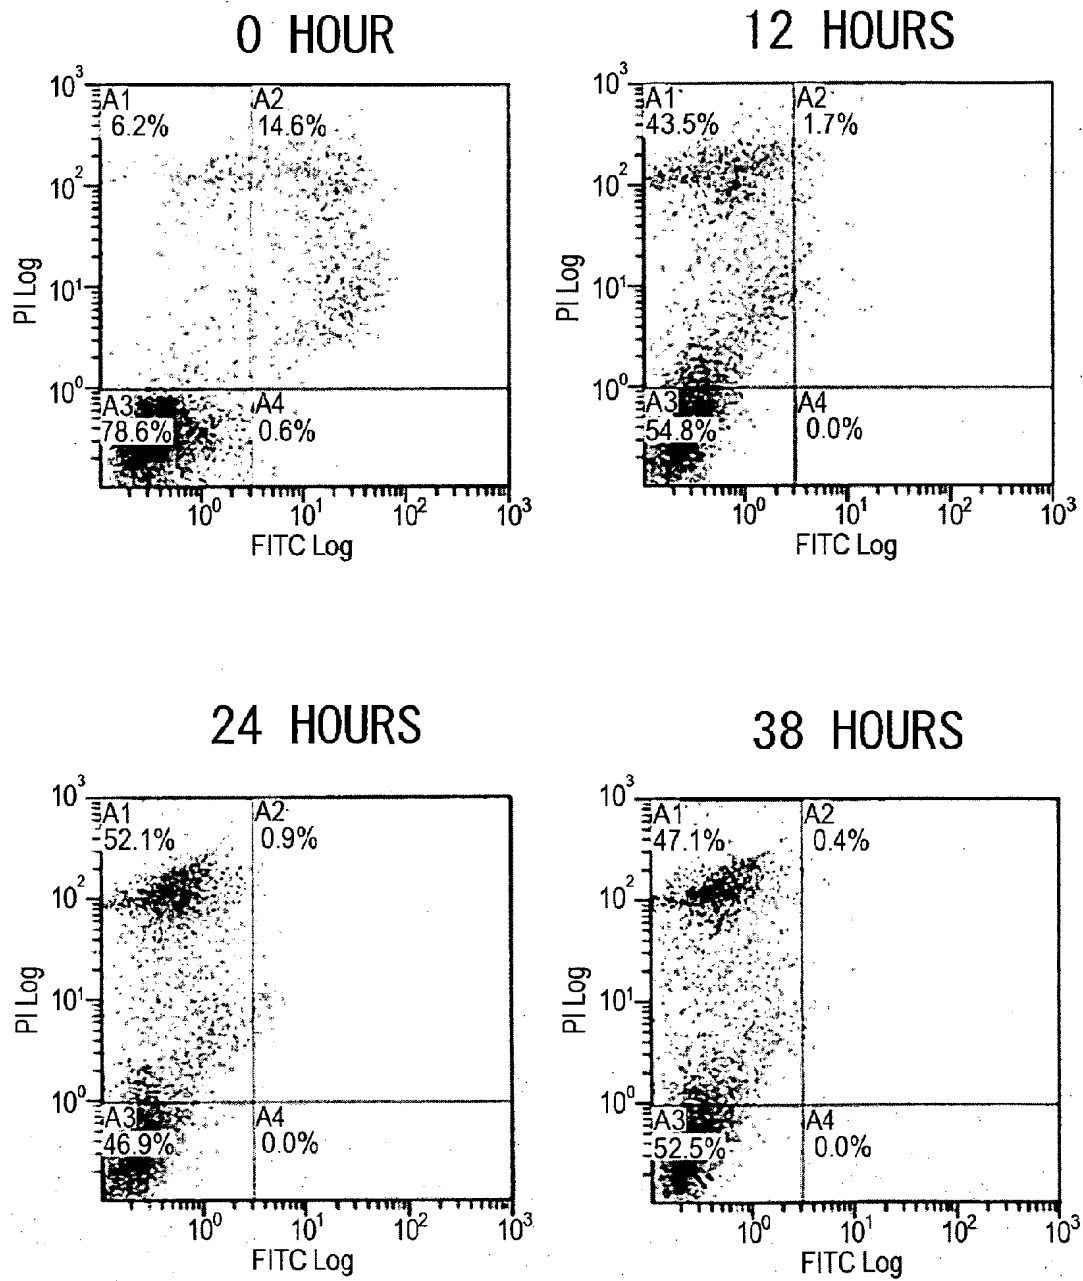 0 HOUR
12 HOURS
10³
A1
6.2%
A2
14.6%
10²
10¹
10⁰
PI Log
A3
78.6%
A4
0.6%
10⁰
10¹
10²
10³
FITC Log
10³
A1
43.5%
A2
1.7%
10²
10¹
10⁰
PI Log
A3
54.8%
A4
0.0%
10⁰
10¹
10²
10³
FITC Log
24 HOURS
38 HOURS
10³
A1
52.1%
A2
0.9%
10²
10¹
10⁰
PI Log
A3
46.9%
A4
0.0%
10⁰
10¹
10²
10³
FITC Log
10³
A1
47.1%
A2
0.4%
10²
10¹
10⁰
PI Log
A3
52.5%
A4
0.0%
10⁰
10¹
10²
10³
FITC Log